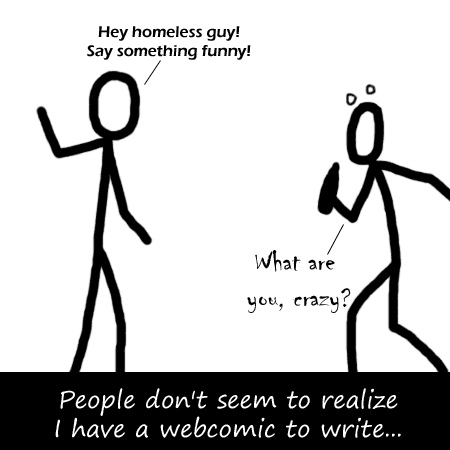 Hey homeless guy!
Say something funny!
What are
you, crazy?
People don't seem to realize
I have a webcomic to write...